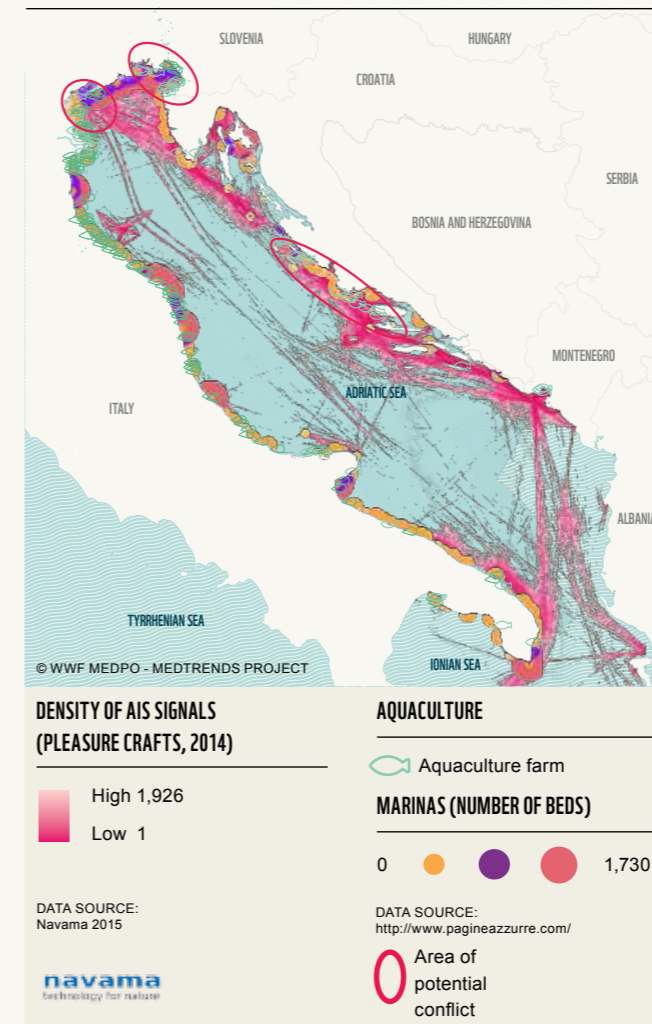 SLOVENIA
HUNGARY
CROATIA
SERBIA
BOSNIA AND HERZEGOVINA
MONTENEGRO
ADRIATIC SEA
ITALY
ALBANIA
TYRRHENIAN SEA
IONIAN SEA
© WWF MEDPO - MEDTRENDS PROJECT
DENSITY OF AIS SIGNALS
(PLEASURE CRAFTS, 2014)
High 1,926
Low 1
DATA SOURCE:
Navama 2015
navama
technology for nature
AQUACULTURE
Aquaculture farm
MARINAS (NUMBER OF BEDS)
0 1,730
DATA SOURCE:
http://www.pagineazzurre.com/
Area of
potential
conflict